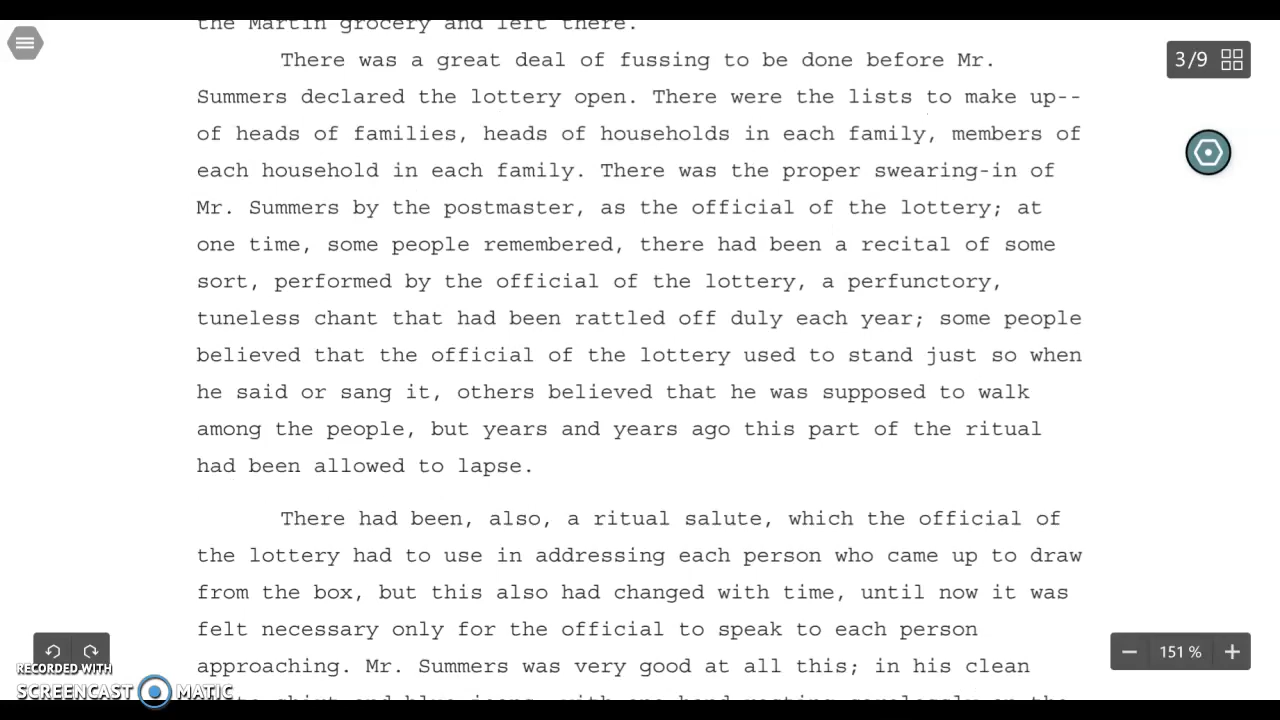 the Martin grocery and left there.
There was a great deal of fussing to be done before Mr.
Summers declared the lottery open. There were the lists to make up--
of heads of families, heads of households in each family, members of
each household in each family. There was the proper swearing-in of
Mr. Summers by the postmaster, as the official of the lottery; at
one time, some people remembered, there had been a recital of some
sort, performed by the official of the lottery, a perfunctory,
tuneless chant that had been rattled off duly each year; some people
believed that the official of the lottery used to stand just so when
he said or sang it, others believed that he was supposed to walk
among the people, but years and years ago this part of the ritual
had been allowed to lapse.
There had been, also, a ritual salute, which the official of
the lottery had to use in addressing each person who came up to draw
from the box, but this also had changed with time, until now it was
felt necessary only for the official to speak to each person
approaching. Mr. Summers was very good at all this; in his clean
3/9
151 %
RECORDED WITH
SCREENCAST MATIC